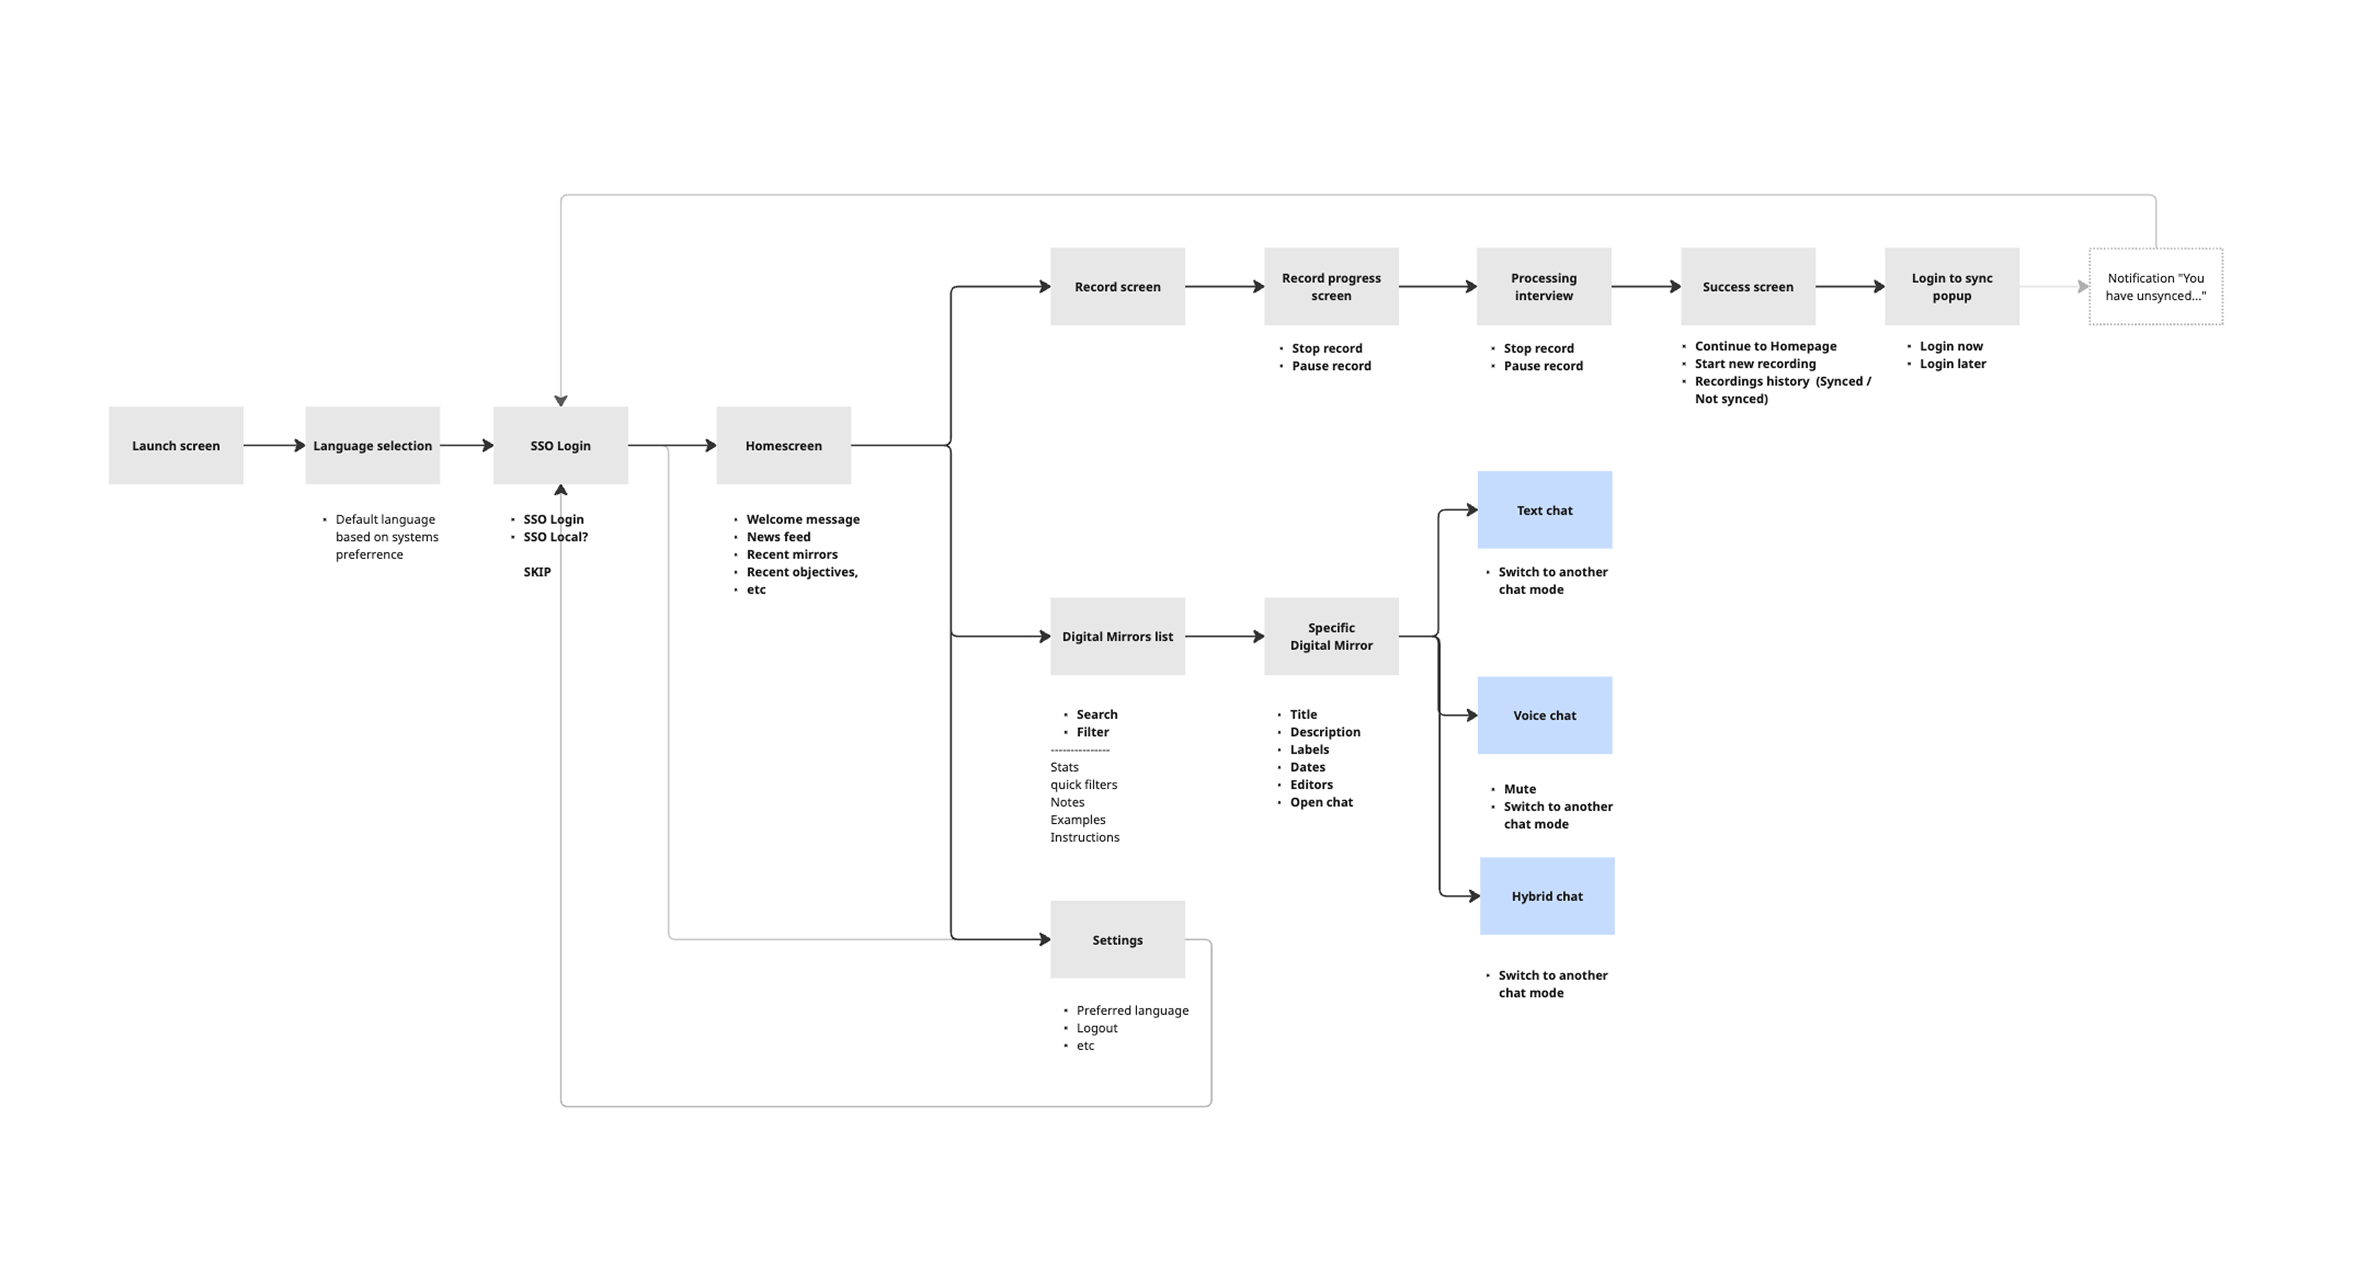 Record screen
Record progress
screen
Processing
interview
Success screen
Login to sync
popup
Notification "You
have unsynced..."
Stop record
Pause record
Stop record
Pause record
Continue to Homepage
Start new recording
Recordings history (Synced /
Not synced)
Login now
Login later
Launch screen
Language selection
SSO Login
Homescreen
Default language
based on systems
preferrence
SSO Login
SSO Local?
SKIP
Welcome message
News feed
Recent mirrors
Recent objectives,
etc
Text chat
Switch to another
chat mode
Digital Mirrors list
Specific
Digital Mirror
Search
Filter
---------------
Stats
quick filters
Notes
Examples
Instructions
Title
Description
Labels
Dates
Editors
Open chat
Voice chat
Mute
Switch to another
chat mode
Hybrid chat
Switch to another
chat mode
Settings
Preferred language
Logout
etc